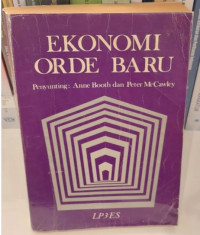 EKONOMI
ORDE BARU
Penyunting: Anne Booth dan Peter McCawley
LP3ES